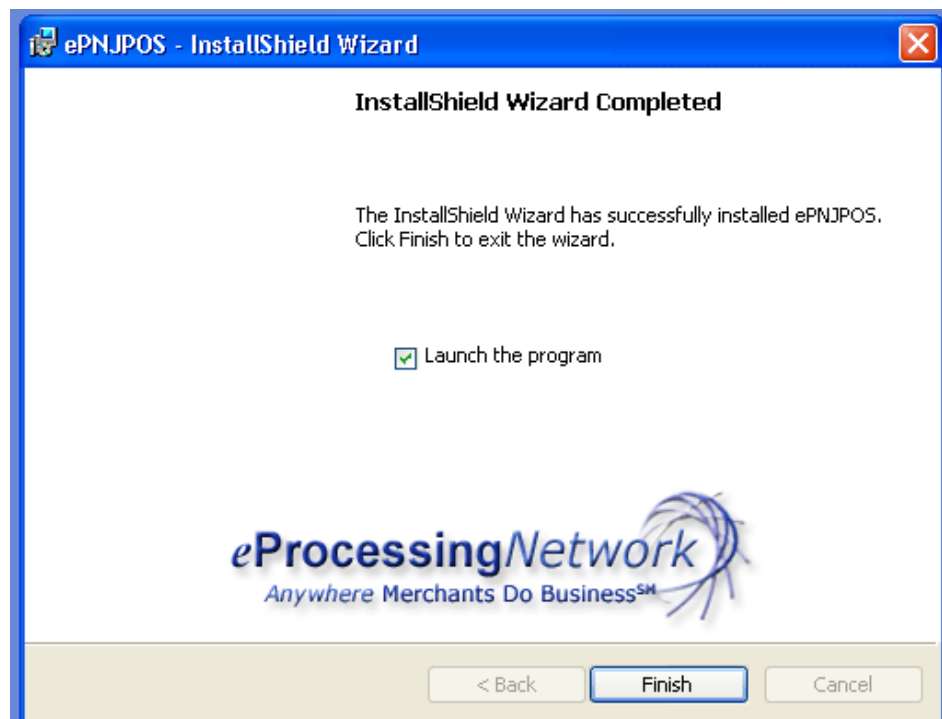 ePNJPOS - InstallShield Wizard
InstallShield Wizard Completed
The InstallShield Wizard has successfully installed ePNJPOS.
Click Finish to exit the wizard.
Launch the program
eProcessingNetwork
Anywhere Merchants Do Business℠
< Back Finish Cancel